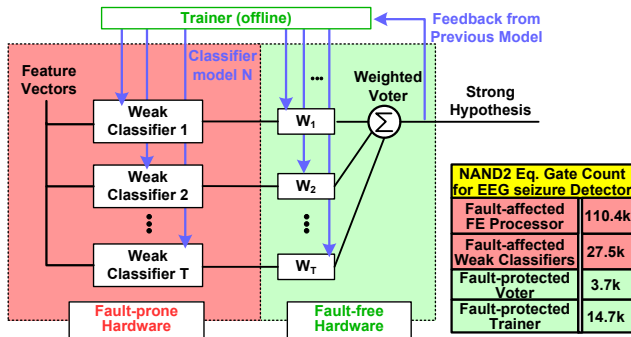 Trainer (offline)
Feedback from
Previous Model
Classifier
model N
Feature
Vectors
...
Weighted
Voter
Strong
Hypothesis
Weak
Classifier 1
W1
Σ
Weak
Classifier 2
W2
Weak
Classifier T
WT
Fault-prone
Hardware
Fault-free
Hardware
NAND2 Eq. Gate Count
for EEG seizure Detector
Fault-affected
FE Processor
110.4k
Fault-affected
Weak Classifiers
27.5k
Fault-protected
Voter
3.7k
Fault-protected
Trainer
14.7k